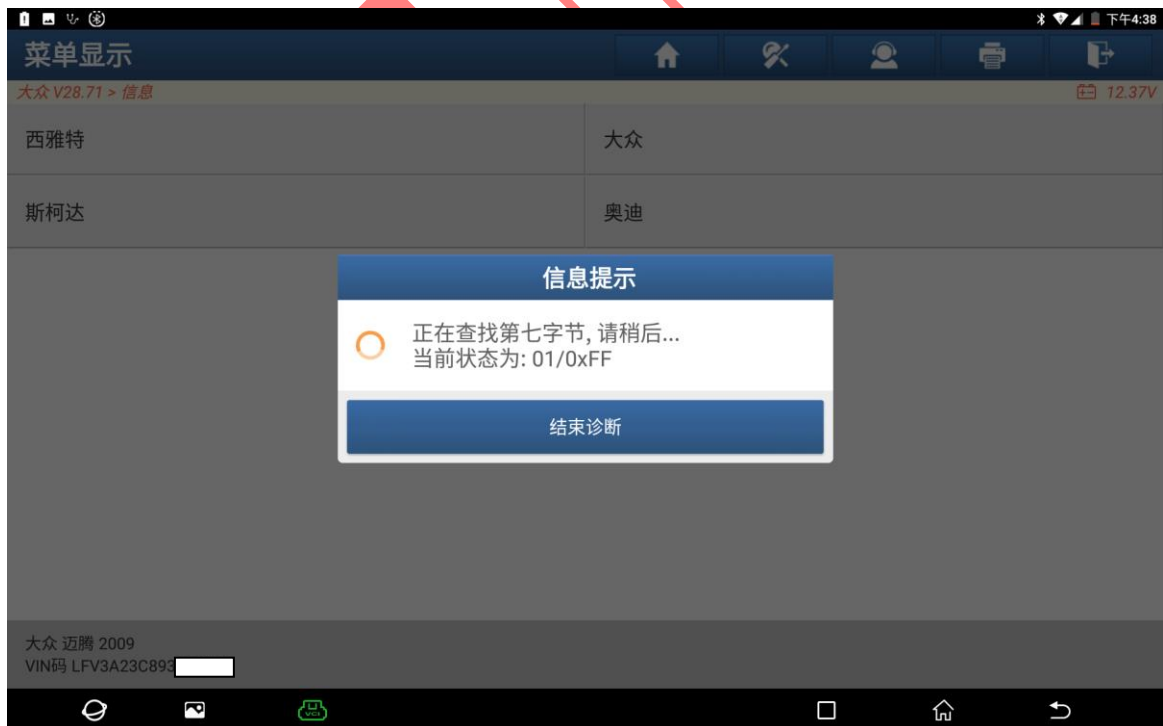 下午4:38
菜单显示
大众 V28.71 > 信息
12.37V
西雅特
大众
斯柯达
奥迪
信息提示
正在查找第七字节, 请稍后...
当前状态为: 01/0xFF
结束诊断
大众 迈腾 2009
VIN码 LFV3A23C893
VCI